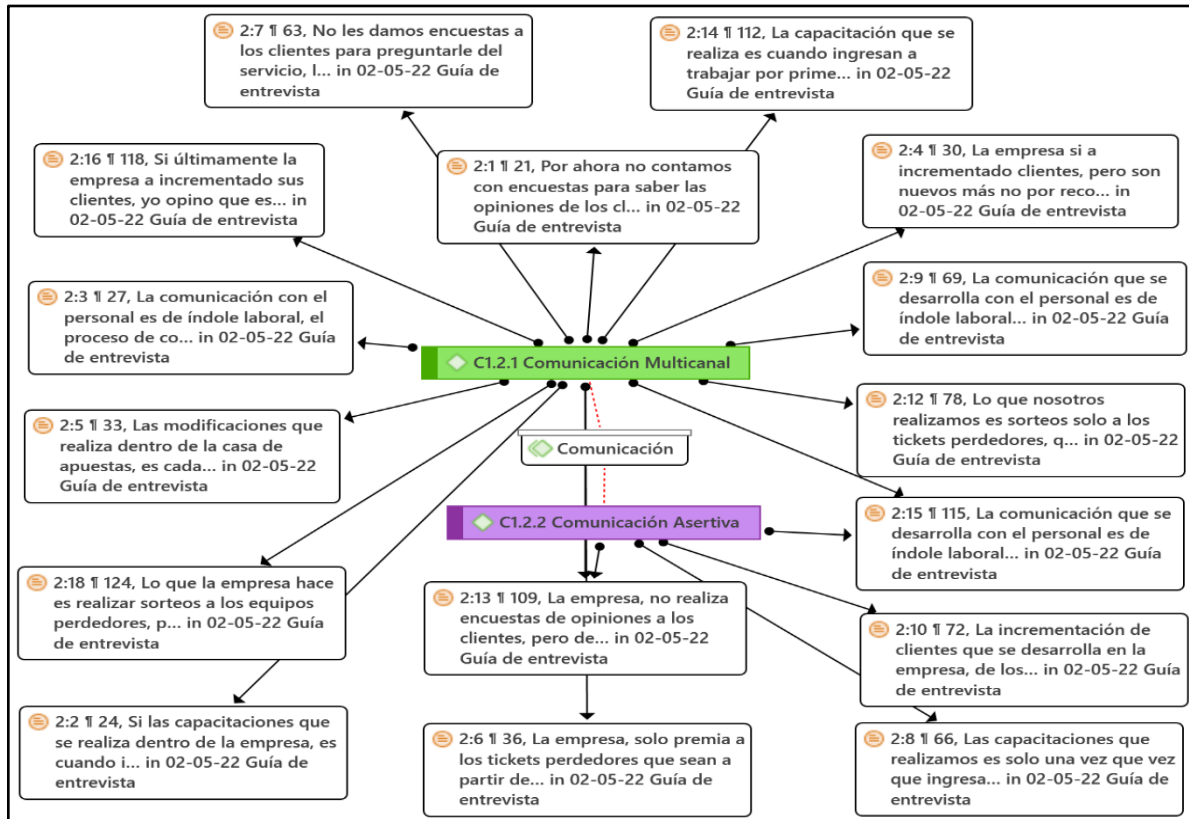 2:7 ¶ 63, No les damos encuestas a
los clientes para preguntarle del
servicio, l... in 02-05-22 Guía de
entrevista
2:14 ¶ 112, La capacitación que se
realiza es cuando ingresan a
trabajar por prime... in 02-05-22
Guía de entrevista
2:16 ¶ 118, Si últimamente la
empresa a incrementado sus
clientes, yo opino que es... in
02-05-22 Guía de entrevista
2:1 ¶ 21, Por ahora no contamos
con encuestas para saber las
opiniones de los cl... in 02-05-22
Guía de entrevista
2:4 ¶ 30, La empresa si a
incrementado clientes, pero son
nuevos más no por reco... in
02-05-22 Guía de entrevista
2:3 ¶ 27, La comunicación con el
personal es de índole laboral, el
proceso de co... in 02-05-22 Guía
de entrevista
2:9 ¶ 69, La comunicación que se
desarrolla con el personal es de
índole laboral... in 02-05-22 Guía
de entrevista
C1.2.1 Comunicación Multicanal
2:5 ¶ 33, Las modificaciones que
realiza dentro de la casa de
apuestas, es cada... in 02-05-22
Guía de entrevista
2:12 ¶ 78, Lo que nosotros
realizamos es sorteos solo a los
tickets perdedores, q... in 02-05-22
Guía de entrevista
Comunicación
C1.2.2 Comunicación Asertiva
2:15 ¶ 115, La comunicación que se
desarrolla con el personal es de
índole laboral... in 02-05-22 Guía
de entrevista
2:18 ¶ 124, Lo que la empresa hace
es realizar sorteos a los equipos
perdedores, p... in 02-05-22 Guía
de entrevista
2:13 ¶ 109, La empresa, no realiza
encuestas de opiniones a los
clientes, pero de... in 02-05-22
Guía de entrevista
2:10 ¶ 72, La incrementación de
clientes que se desarrolla en la
empresa, de los... in 02-05-22 Guía
de entrevista
2:2 ¶ 24, Si las capacitaciones que
se realiza dentro de la empresa, es
cuando i... in 02-05-22 Guía de
entrevista
2:6 ¶ 36, La empresa, solo premia a
los tickets perdedores que sean a
partir de... in 02-05-22 Guía de
entrevista
2:8 ¶ 66, Las capacitaciones que
realizamos es solo una vez que vez
que ingresa... in 02-05-22 Guía de
entrevista